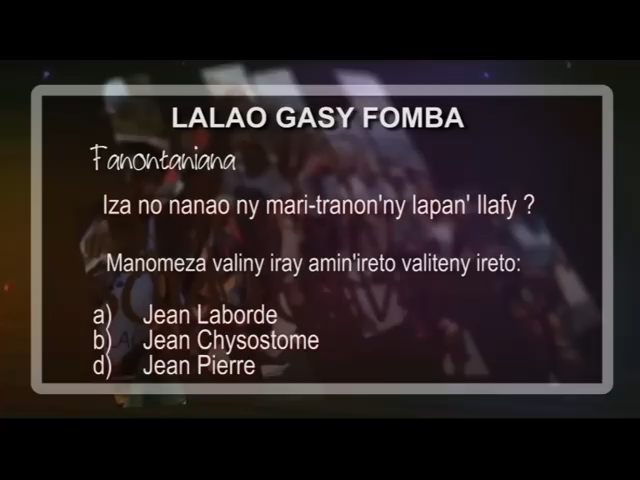 LALAO GASY FOMBA
Fanontaniana
Iza no nanao ny mari-tranon'ny lapan' Ilafy ?
Manomeza valiny iray amin'ireto valiteny ireto:
a) Jean Laborde
b) Jean Chysostome
d) Jean Pierre